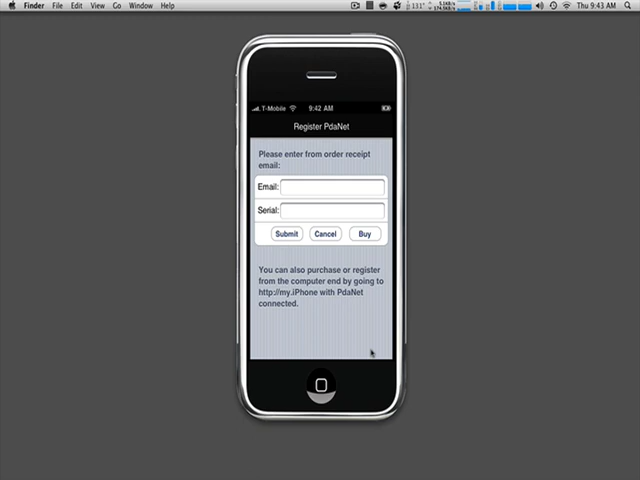 Finder File Edit View Go Window Help
131° Thu 9:43 AM
T-Mobile 9:42 AM
Register PdaNet
Please enter from order receipt
email:
Email:
Serial:
Submit Cancel Buy
You can also purchase or register
from the computer end by going to
http://my.iPhone with PdaNet
connected.